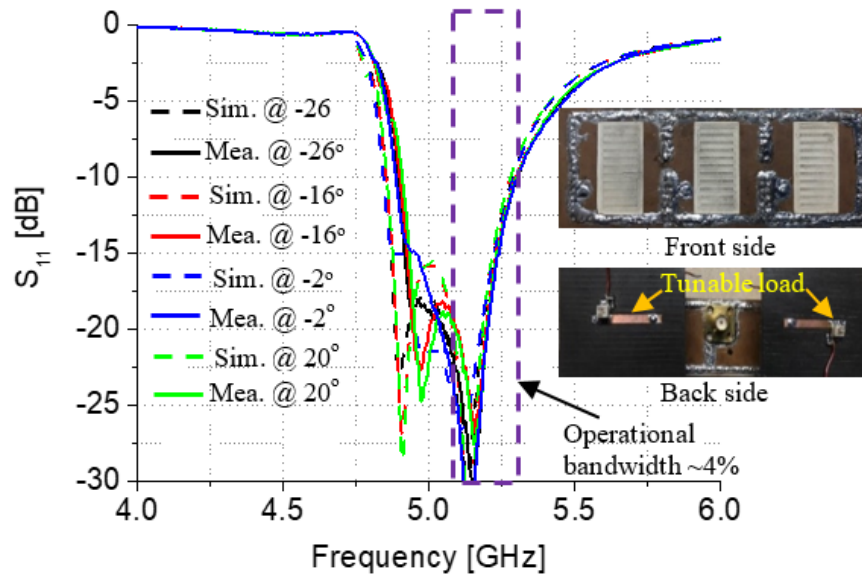 0
-5
-10
-15
-20
-25
-30
S11 [dB]
4.0
4.5
5.0
5.5
6.0
Frequency [GHz]
Sim. @ -26
Mea. @ -26°
Sim. @ -16°
Mea. @ -16°
Sim. @ -2°
Mea. @ -2°
Sim. @ 20°
Mea. @ 20°
Front side
Tunable load
Back side
Operational
bandwidth ~4%